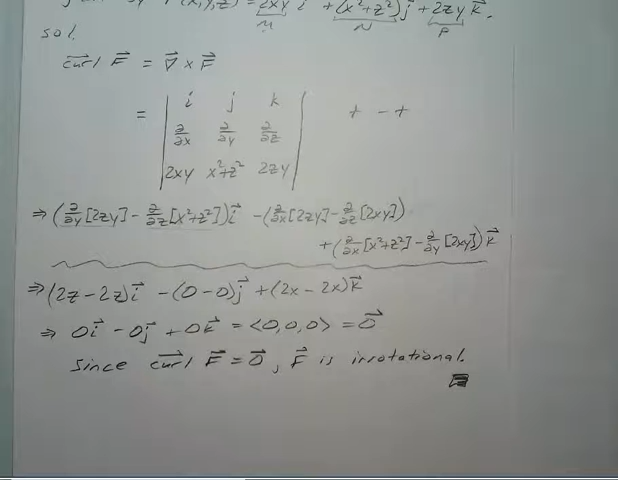 F(x,y,z) = 2xy i⃗ + (x²+z²) j⃗ + 2zy k⃗.
M N P
sol.
curl F⃗ = ∇⃗ × F⃗
= | i j k | + - +
| ∂/∂x ∂/∂y ∂/∂z |
| 2xy x²+z² 2zy |
⇒ (∂/∂y[2zy] - ∂/∂z[x²+z²]) i⃗ - (∂/∂x[2zy] - ∂/∂z[2xy])
+ (∂/∂x[x²+z²] - ∂/∂y[2xy]) k⃗
⇒ (2z - 2z) i⃗ - (0 - 0) j⃗ + (2x - 2x) k⃗
⇒ 0i⃗ - 0j⃗ + 0k⃗ = <0,0,0> = 0⃗
Since curl F⃗ = 0⃗, F⃗ is irrotational.